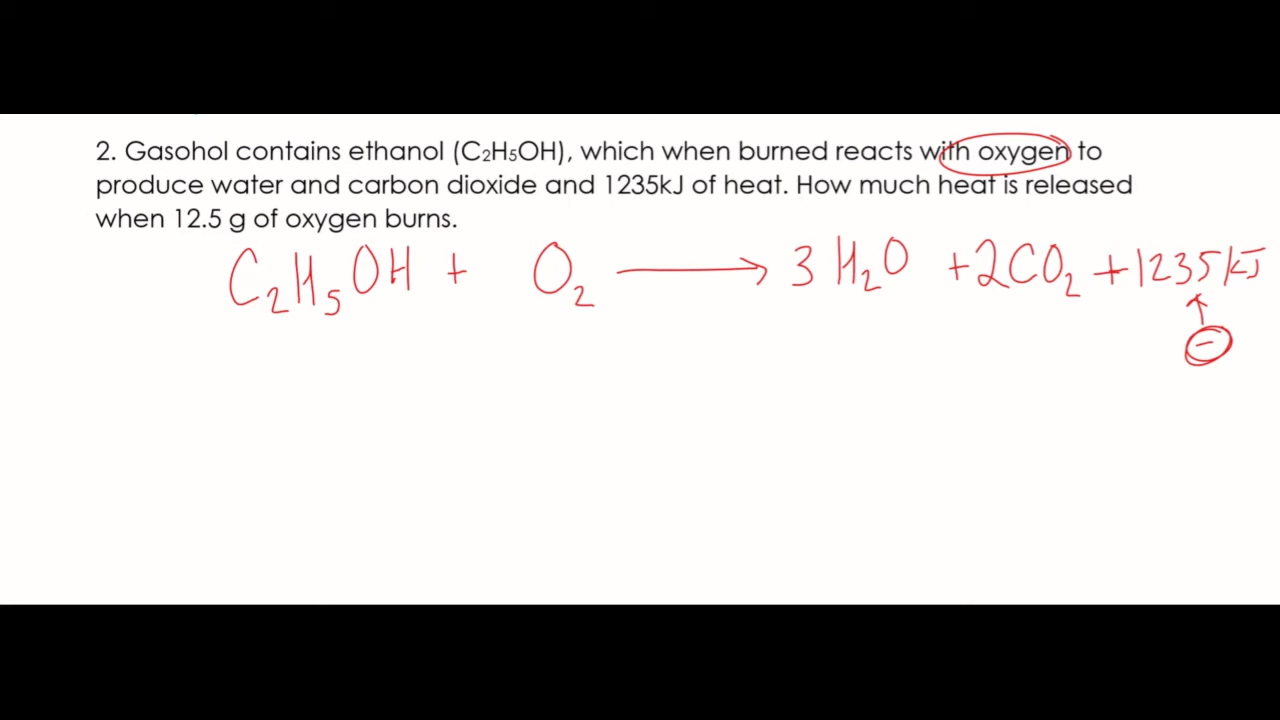 2. Gasohol contains ethanol (C₂H₅OH), which when burned reacts with oxygen to
produce water and carbon dioxide and 1235kJ of heat. How much heat is released
when 12.5 g of oxygen burns.
C₂H₅OH + O₂ ⟶ 3 H₂O + 2CO₂ + 1235kJ
↑
−